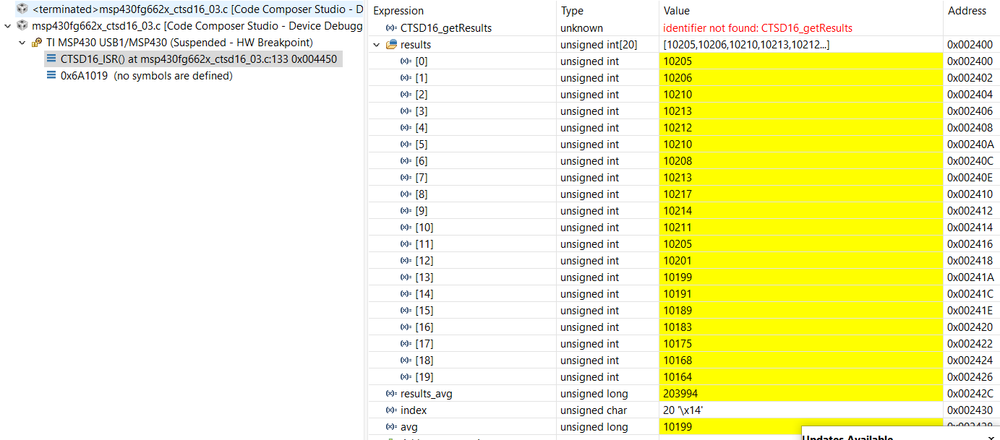 <terminated>msp430fg662x_ctsd16_03.c [Code Composer Studio - D
msp430fg662x_ctsd16_03.c [Code Composer Studio - Device Debugg
TI MSP430 USB1/MSP430 (Suspended - HW Breakpoint)
CTSD16_ISR() at msp430fg662x_ctsd16_03.c:133 0x004450
0x6A1019 (no symbols are defined)
Expression Type Value Address
(x)= CTSD16_getResults unknown identifier not found: CTSD16_getResults
results unsigned int[20] [10205,10206,10210,10213,10212...] 0x002400
(x)= [0] unsigned int 10205 0x002400
(x)= [1] unsigned int 10206 0x002402
(x)= [2] unsigned int 10210 0x002404
(x)= [3] unsigned int 10213 0x002406
(x)= [4] unsigned int 10212 0x002408
(x)= [5] unsigned int 10210 0x00240A
(x)= [6] unsigned int 10208 0x00240C
(x)= [7] unsigned int 10213 0x00240E
(x)= [8] unsigned int 10217 0x002410
(x)= [9] unsigned int 10214 0x002412
(x)= [10] unsigned int 10211 0x002414
(x)= [11] unsigned int 10205 0x002416
(x)= [12] unsigned int 10201 0x002418
(x)= [13] unsigned int 10199 0x00241A
(x)= [14] unsigned int 10191 0x00241C
(x)= [15] unsigned int 10189 0x00241E
(x)= [16] unsigned int 10183 0x002420
(x)= [17] unsigned int 10175 0x002422
(x)= [18] unsigned int 10168 0x002424
(x)= [19] unsigned int 10164 0x002426
(x)= results_avg unsigned long 203994 0x00242C
(x)= index unsigned char 20 '\x14' 0x002430
(x)= avg unsigned long 10199
Updates Available